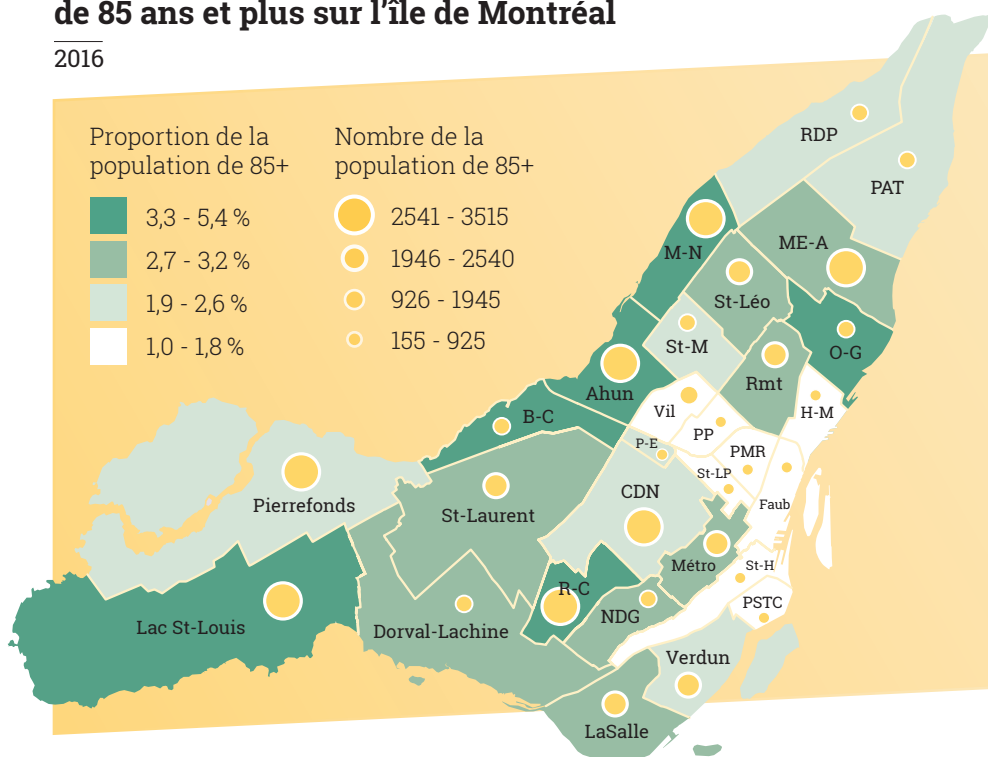 de 85 ans et plus sur l'île de Montréal
2016
Proportion de la
population de 85+
3,3 - 5,4 %
2,7 - 3,2 %
1,9 - 2,6 %
1,0 - 1,8 %
Nombre de la
population de 85+
2541 - 3515
1946 - 2540
926 - 1945
155 - 925
RDP
PAT
M-N
ME-A
St-Léo
St-M
O-G
Rmt
Ahun
H-M
Vil
B-C
PP
P-E
PMR
St-LP
CDN
Faub
Pierrefonds
St-Laurent
Métro
St-H
R-C
PSTC
NDG
Lac St-Louis
Dorval-Lachine
Verdun
LaSalle